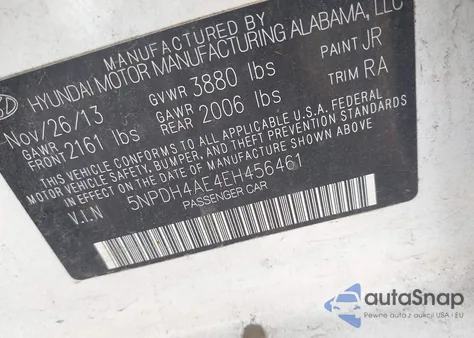 MANUFACTURED BY
HYUNDAI MOTOR MANUFACTURING ALABAMA, LLC
Nov/26/13 GVWR 3880 lbs PAINT JR
GAWR FRONT 2161 lbs GAWR REAR 2006 lbs TRIM RA
THIS VEHICLE CONFORMS TO ALL APPLICABLE U.S.A. FEDERAL
MOTOR VEHICLE SAFETY, BUMPER, AND THEFT PREVENTION STANDARDS
IN EFFECT ON THE DATE OF MANUFACTURE SHOWN ABOVE.
V.I.N 5NPDH4AE4EH456461
PASSENGER CAR
autoSnap
Pewne auto z aukcji USA i EU